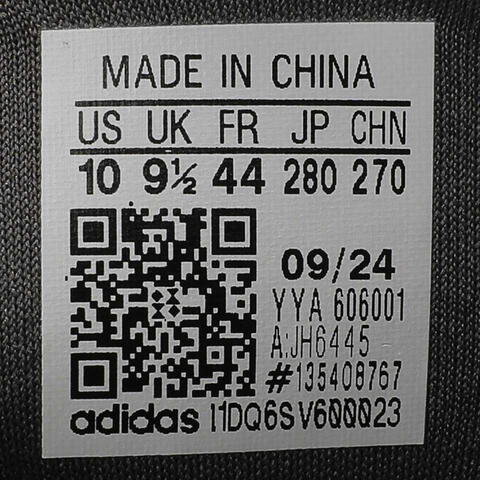 MADE IN CHINA
US UK FR JP CHN
10 9½ 44 280 270
09/24
YYA 606001
A:JH6445
#135408767
adidas I1DQ6SV600023